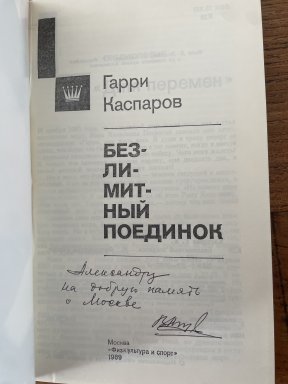 Гарри
Каспаров
БЕЗ-
ЛИ-
МИТ-
НЫЙ
ПОЕДИНОК
Александру
на добрую память
о Москве
Москва
«Физкультура и спорт»
1989